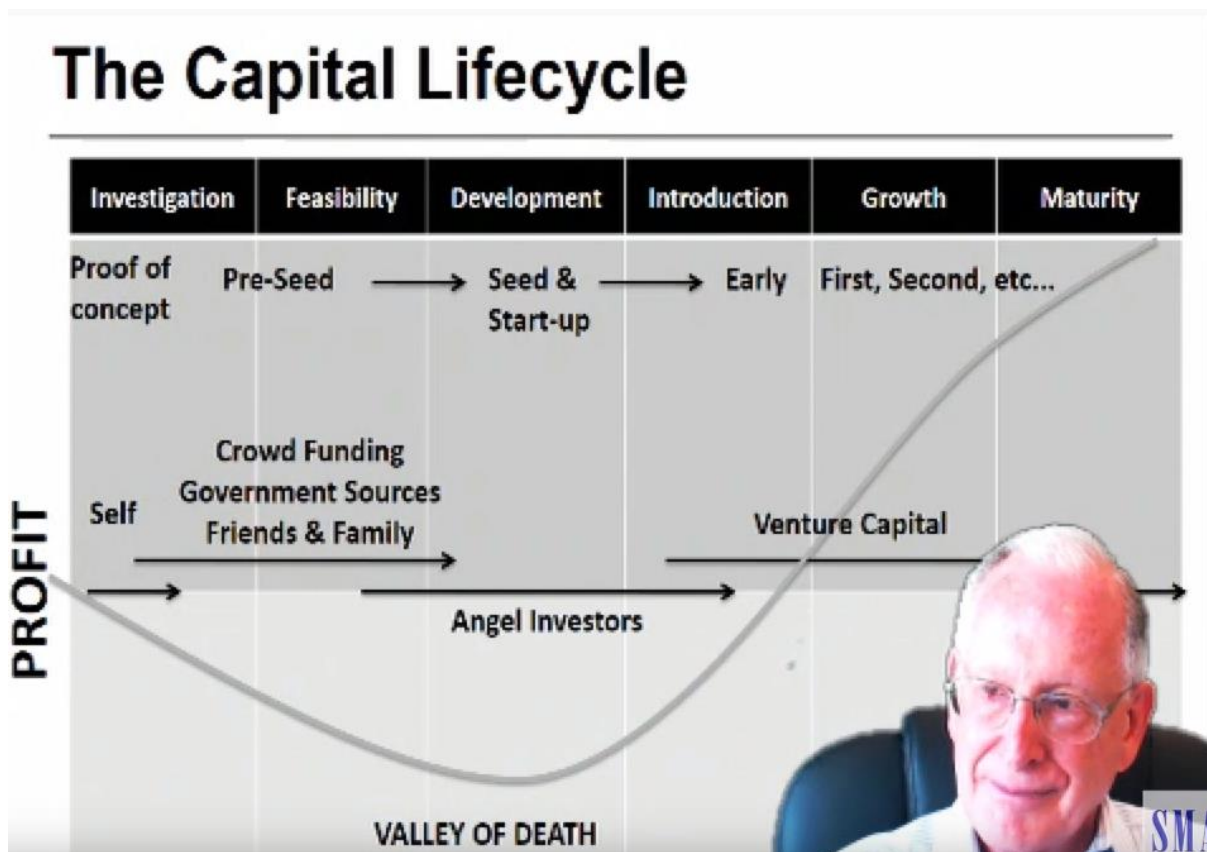 The Capital Lifecycle
Investigation Feasibility Development Introduction Growth Maturity
Proof of
concept
Pre-Seed
Seed &
Start-up
Early
First, Second, etc...
Crowd Funding
Government Sources
Friends & Family
Self
Venture Capital
Angel Investors
PROFIT
VALLEY OF DEATH